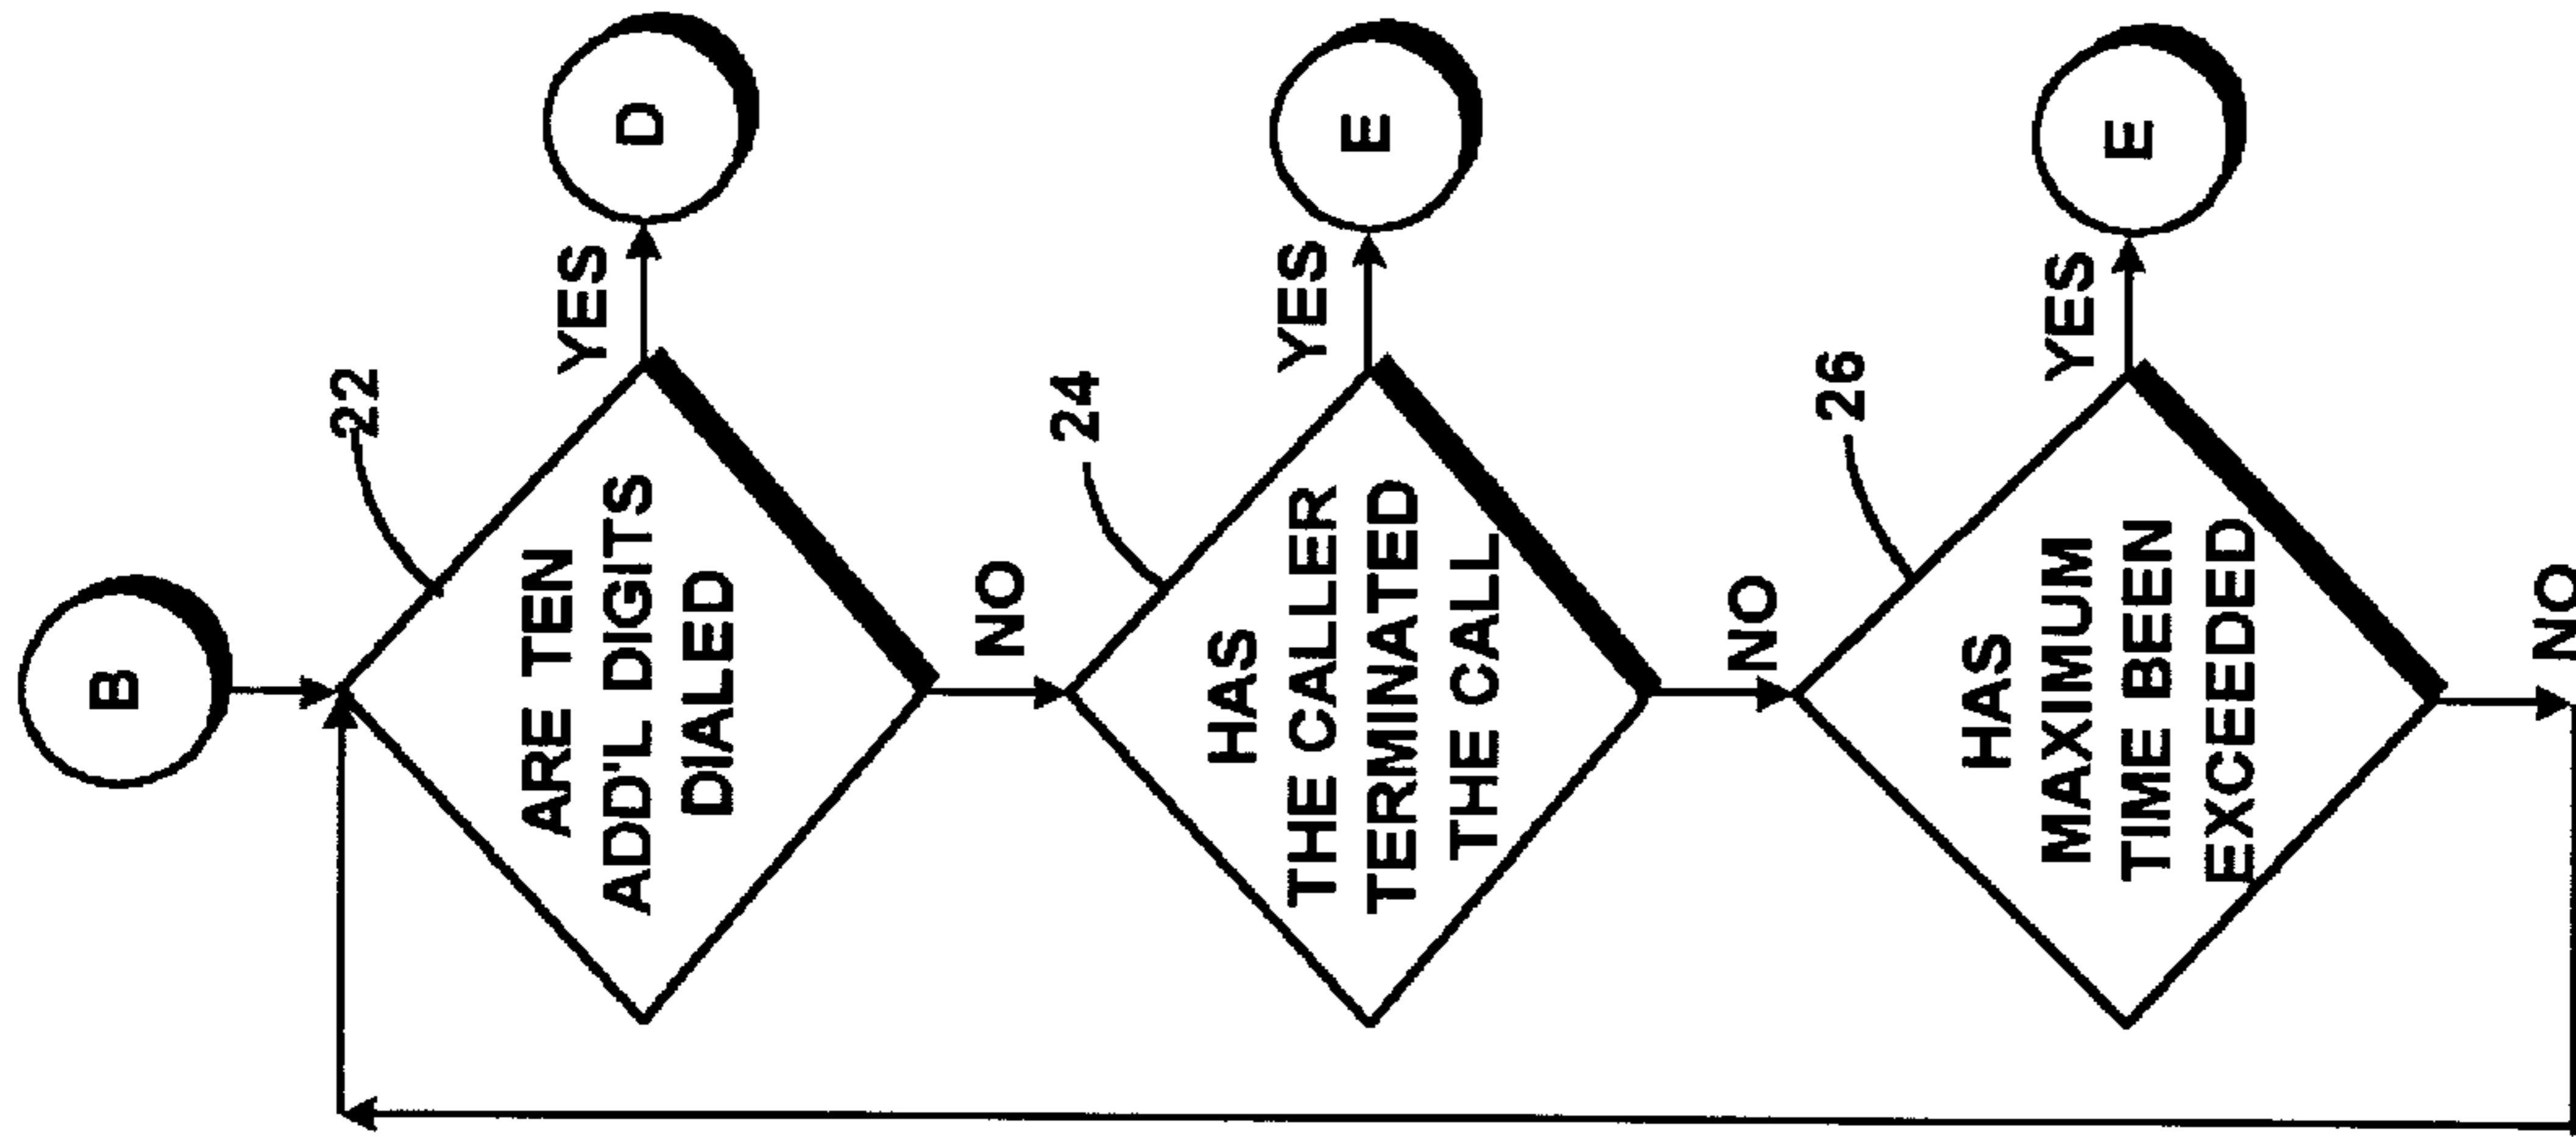 B
22
ARE TEN
ADD'L DIGITS
DIALED
YES
D
NO
24
HAS
THE CALLER
TERMINATED
THE CALL
YES
E
NO
26
HAS
MAXIMUM
TIME BEEN
EXCEEDED
YES
E
NO